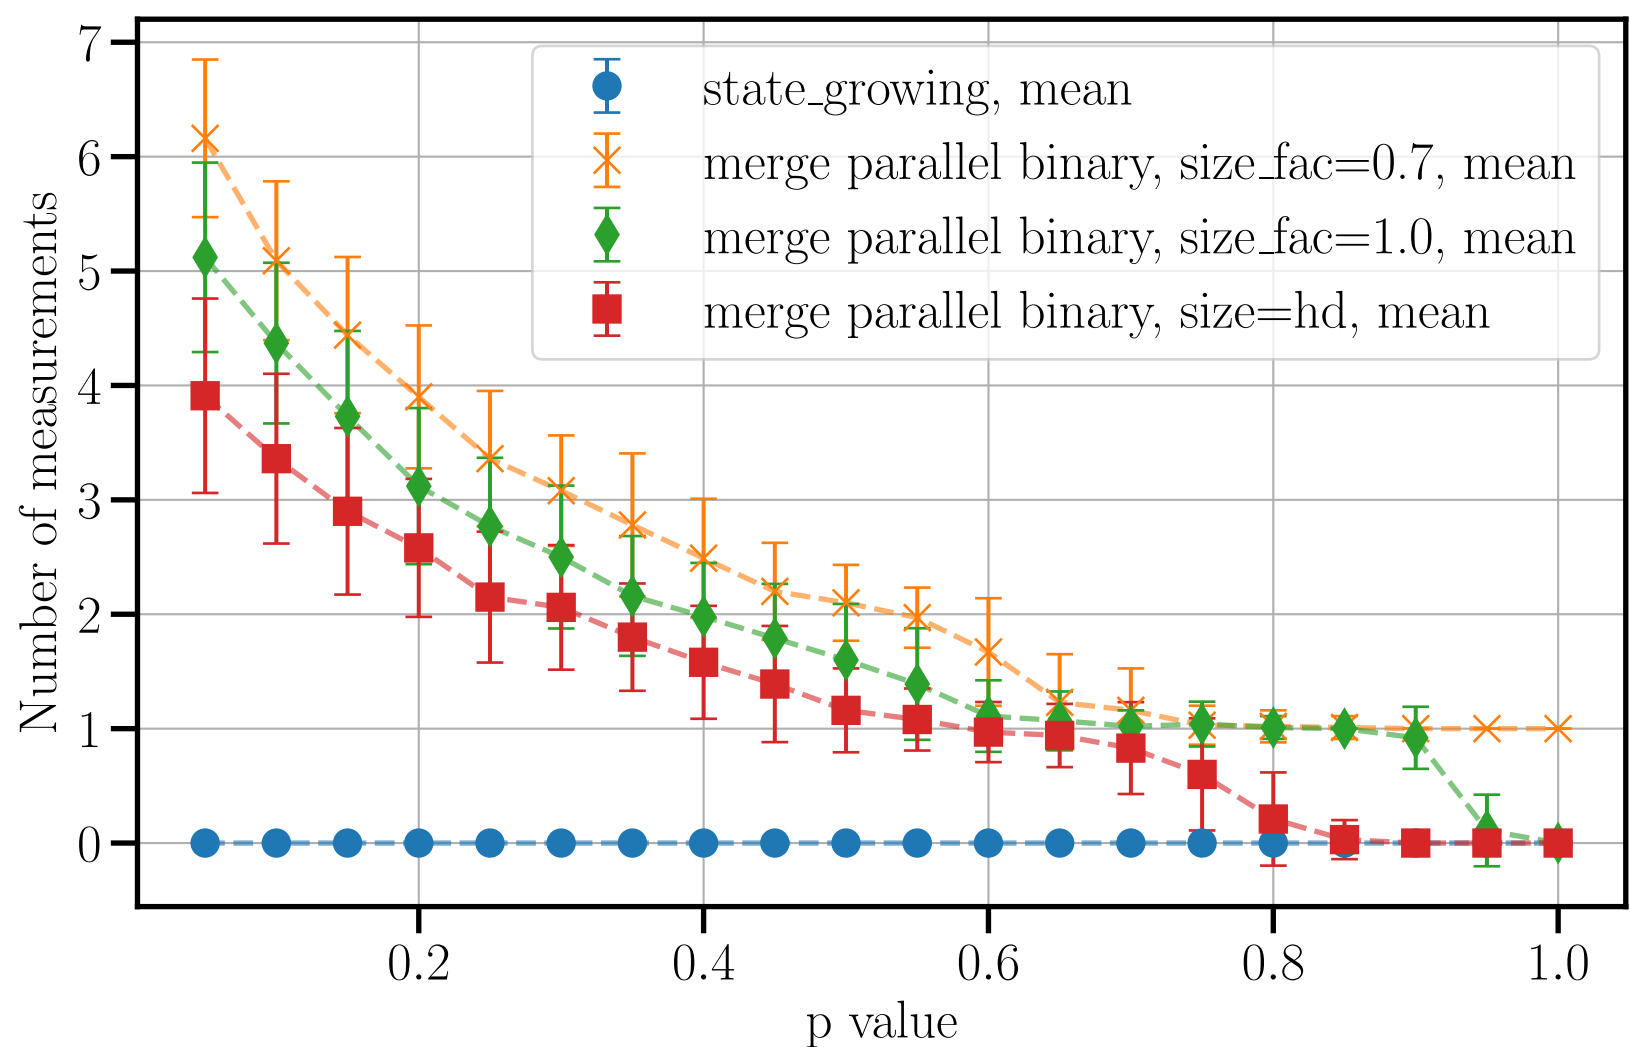 7
6
5
4
3
2
1
0
Number of measurements
state_growing, mean
merge parallel binary, size_fac=0.7, mean
merge parallel binary, size_fac=1.0, mean
merge parallel binary, size=hd, mean
0.2 0.4 0.6 0.8 1.0
p value